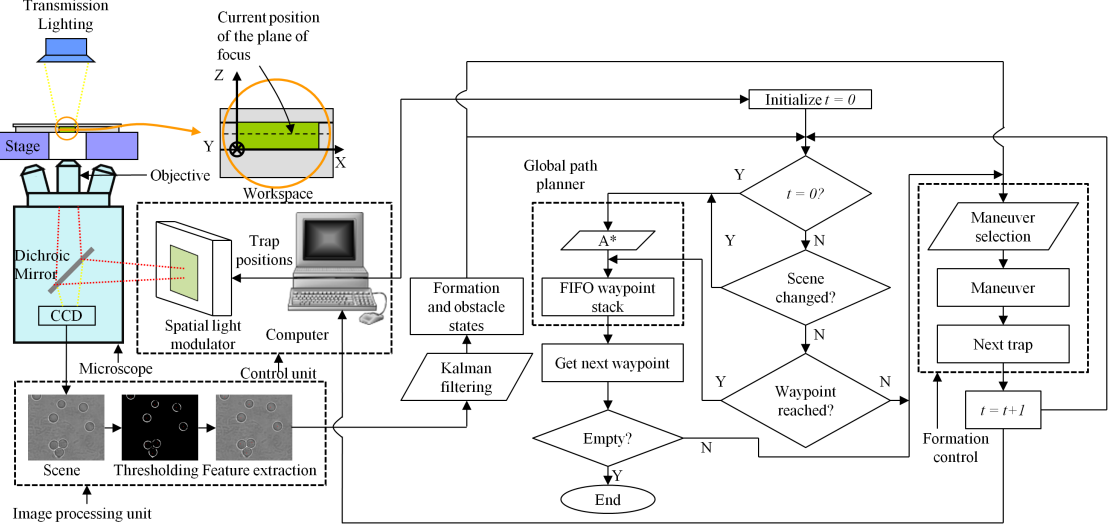 Transmission
Lighting
Current position
of the plane of
focus
Z
Y
X
Workspace
Stage
Objective
Dichroic
Mirror
CCD
Microscope
Trap
positions
Spatial light
modulator
Computer
Control unit
Scene
Thresholding
Feature extraction
Image processing unit
Formation
and obstacle
states
Kalman
filtering
Initialize t = 0
Global path
planner
A*
FIFO waypoint
stack
Get next waypoint
Empty?
N
Y
End
t = 0?
Y
N
Scene
changed?
Y
N
Waypoint
reached?
Y
N
Maneuver
selection
Maneuver
Next trap
t = t+1
Formation
control